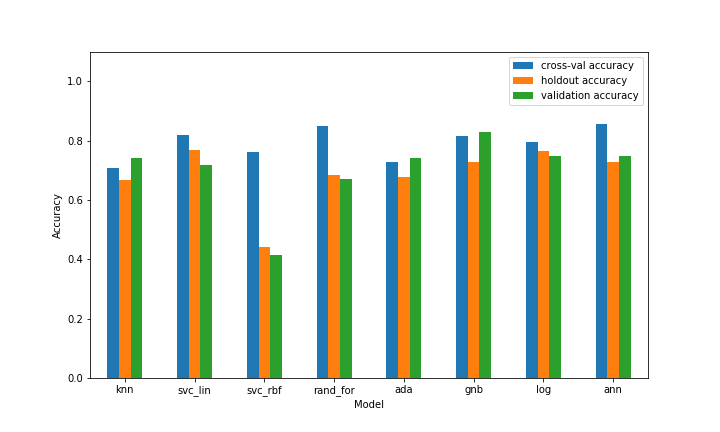 cross-val accuracy
holdout accuracy
validation accuracy
Accuracy
1.0
0.8
0.6
0.4
0.2
0.0
knn svc_lin svc_rbf rand_for ada gnb log ann
Model